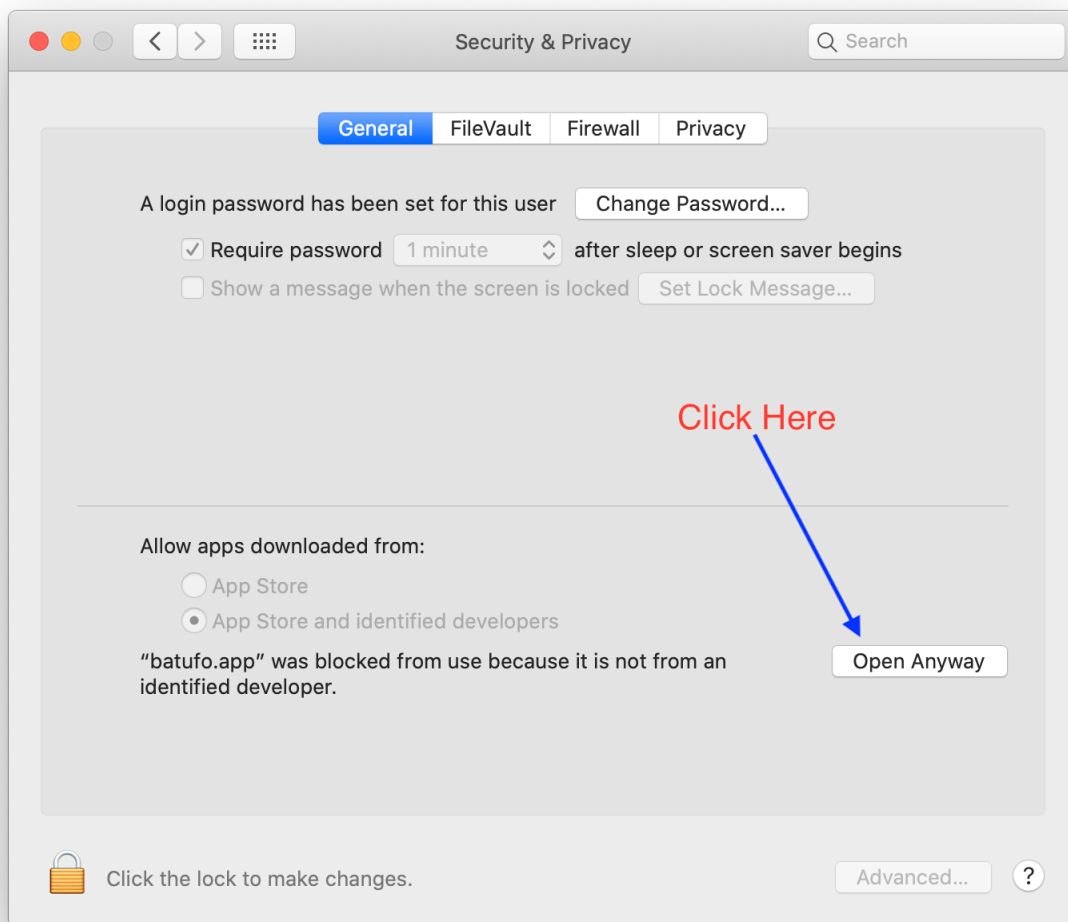 Security & Privacy
Search
General FileVault Firewall Privacy
A login password has been set for this user Change Password...
Require password 1 minute after sleep or screen saver begins
Show a message when the screen is locked Set Lock Message...
Click Here
Allow apps downloaded from:
App Store
App Store and identified developers
“batufo.app” was blocked from use because it is not from an Open Anyway
identified developer.
Click the lock to make changes. Advanced... ?